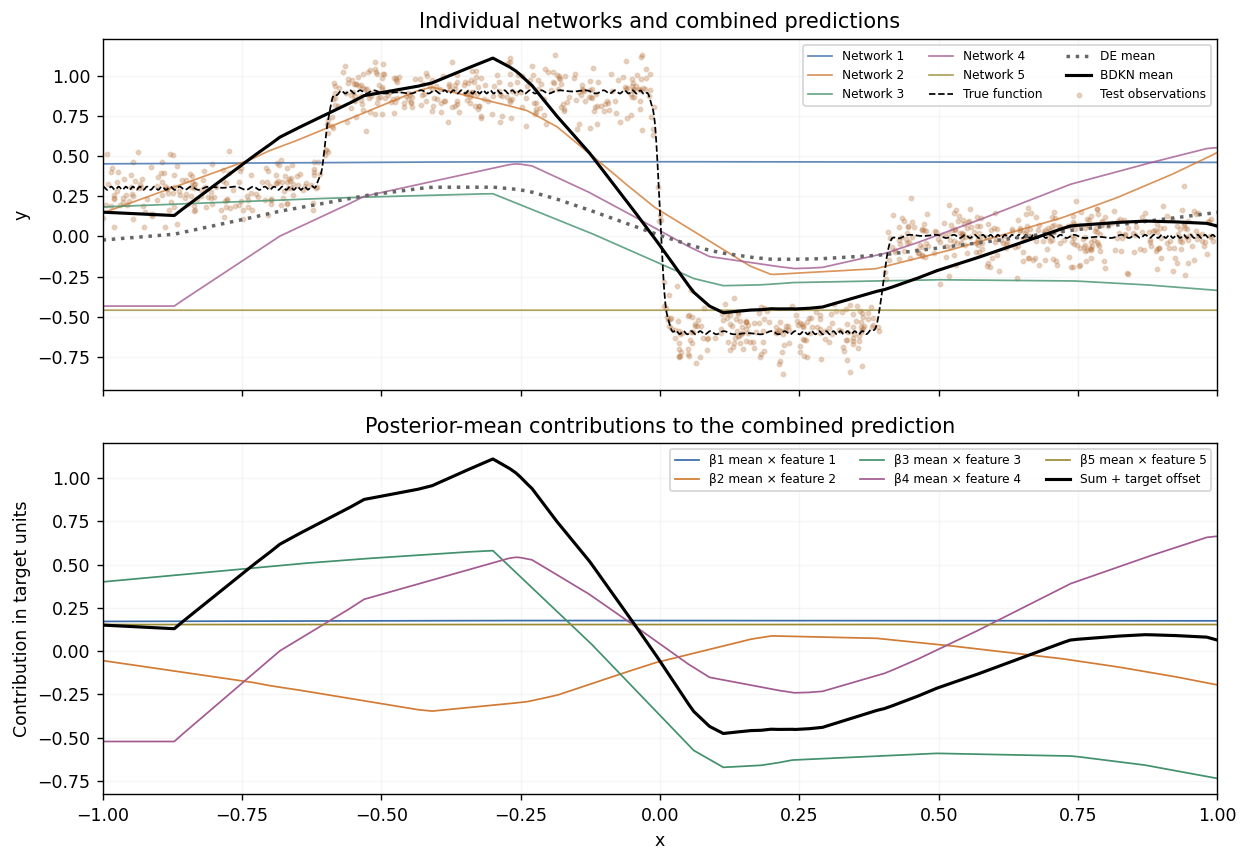 Individual networks and combined predictions
Network 1
Network 2
Network 3
Network 4
Network 5
True function
DE mean
BDKN mean
Test observations
y
1.00
0.75
0.50
0.25
0.00
−0.25
−0.50
−0.75
Posterior-mean contributions to the combined prediction
β1 mean × feature 1
β2 mean × feature 2
β3 mean × feature 3
β4 mean × feature 4
β5 mean × feature 5
Sum + target offset
Contribution in target units
1.00
0.75
0.50
0.25
0.00
−0.25
−0.50
−0.75
−1.00 −0.75 −0.50 −0.25 0.00 0.25 0.50 0.75 1.00
x